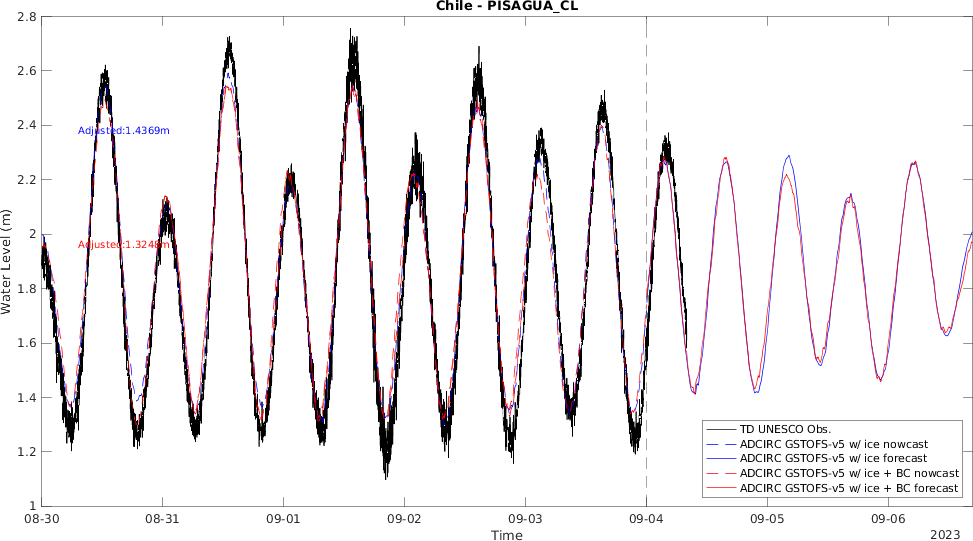 Chile - PISAGUA_CL
2.8
2.6
2.4
2.2
2
1.8
1.6
1.4
1.2
1
Water Level (m)
Adjusted:1.4369m
Adjusted:1.3248m
TD UNESCO Obs.
ADCIRC GSTOFS-v5 w/ ice nowcast
ADCIRC GSTOFS-v5 w/ ice forecast
ADCIRC GSTOFS-v5 w/ ice + BC nowcast
ADCIRC GSTOFS-v5 w/ ice + BC forecast
08-30 08-31 09-01 09-02 09-03 09-04 09-05 09-06
Time
2023